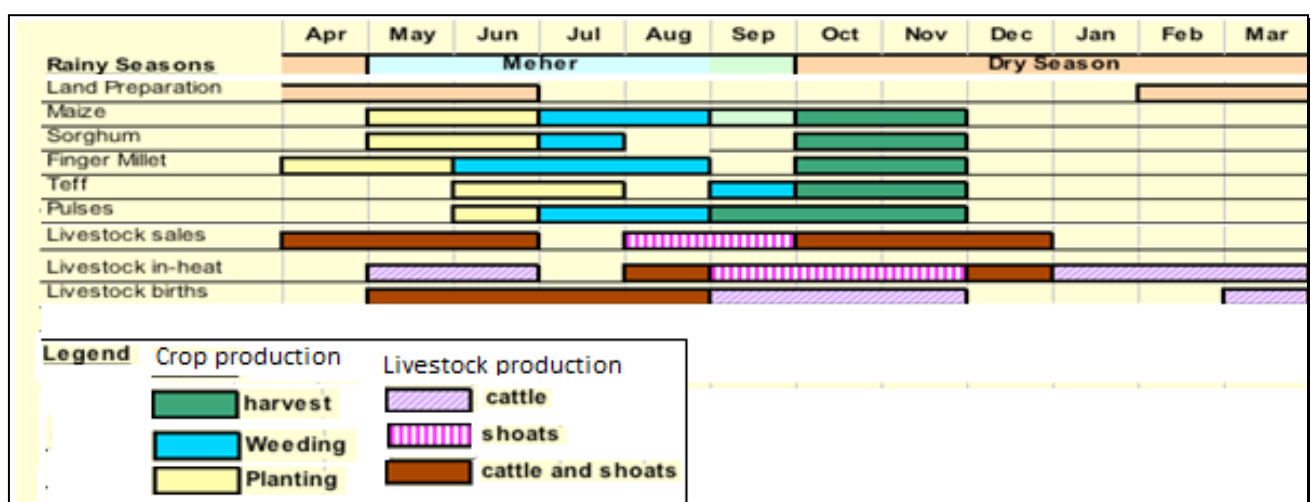 Apr May Jun Jul Aug Sep Oct Nov Dec Jan Feb Mar
Rainy Seasons Meher Dry Season
Land Preparation
Maize
Sorghum
Finger Millet
Teff
Pulses
Livestock sales
Livestock in-heat
Livestock births
Legend Crop production Livestock production
harvest cattle
Weeding shoats
Planting cattle and shoats